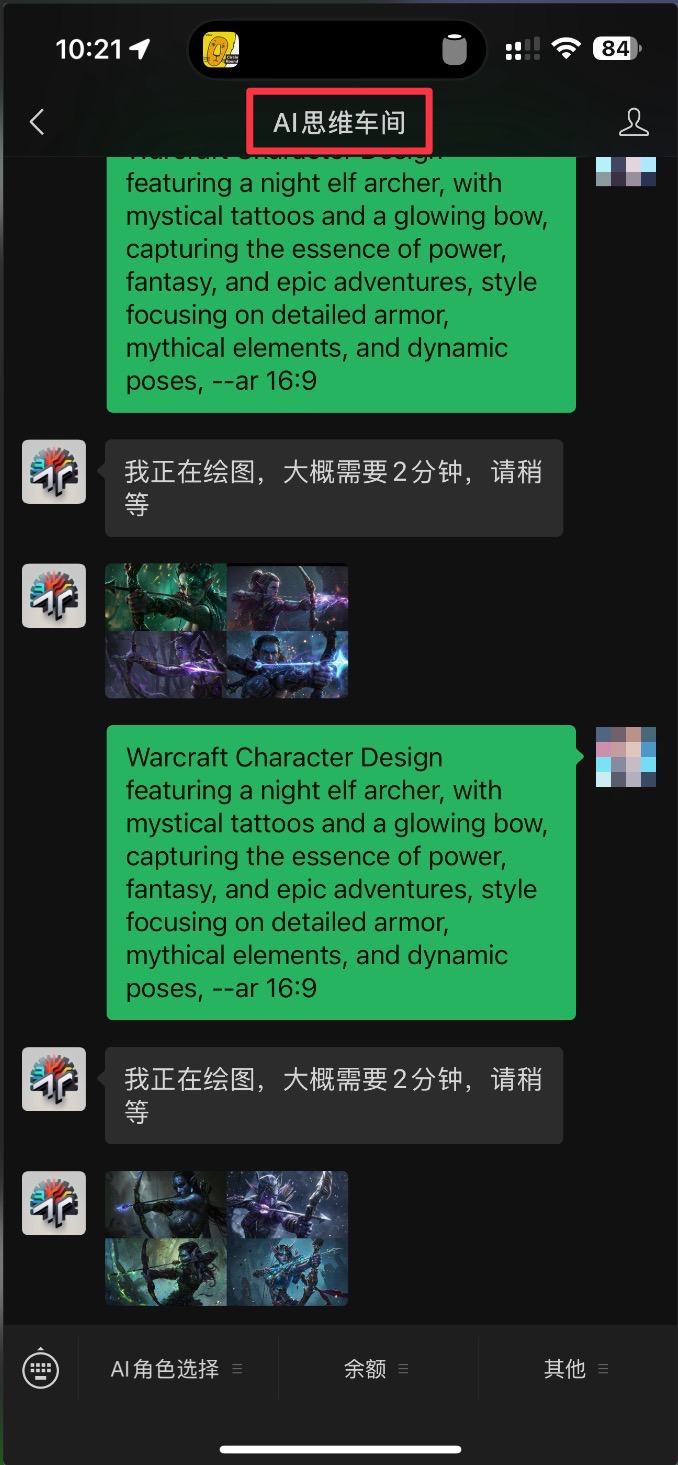 10:21
84
AI思维车间
Warcraft Character Design
featuring a night elf archer, with
mystical tattoos and a glowing bow,
capturing the essence of power,
fantasy, and epic adventures, style
focusing on detailed armor,
mythical elements, and dynamic
poses, --ar 16:9
我正在绘图，大概需要2分钟，请稍
等
Warcraft Character Design
featuring a night elf archer, with
mystical tattoos and a glowing bow,
capturing the essence of power,
fantasy, and epic adventures, style
focusing on detailed armor,
mythical elements, and dynamic
poses, --ar 16:9
我正在绘图，大概需要2分钟，请稍
等
AI角色选择
余额
其他